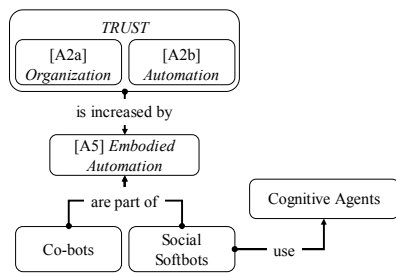 TRUST
[A2a]
Organization
[A2b]
Automation
is increased by
[A5] Embodied
Automation
are part of
Cognitive Agents
Co-bots
Social
Softbots
use